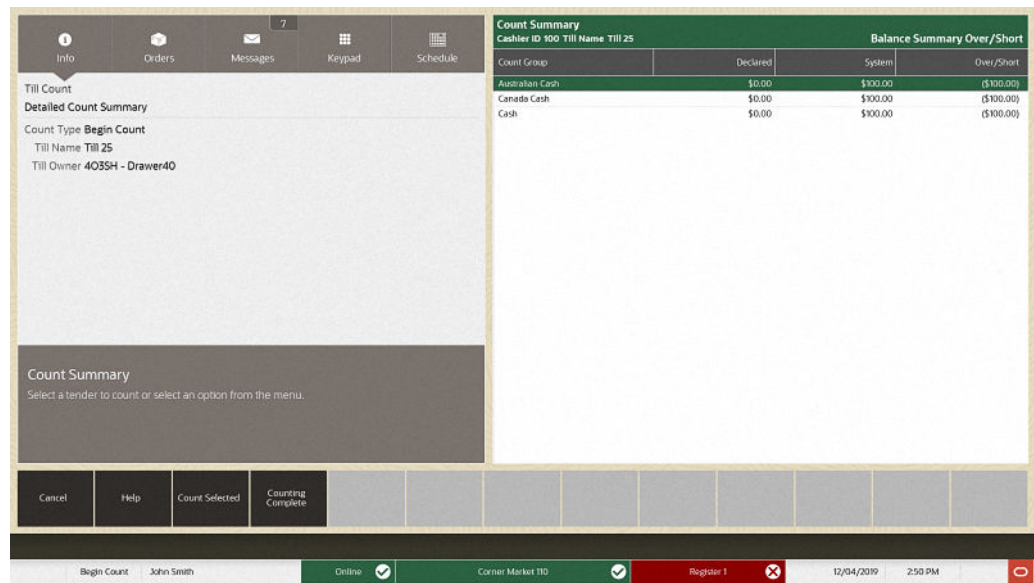 7
Info Orders Messages Keypad Schedule
Till Count
Detailed Count Summary
Count Type Begin Count
Till Name Till 25
Till Owner 4O3SH - Drawer40
Count Summary
Select a tender to count or select an option from the menu.
Count Summary
Cashier ID 100 Till Name Till 25 Balance Summary Over/Short
Count Group Declared System Over/Short
Australian Cash $0.00 $100.00 ($100.00)
Canada Cash $0.00 $100.00 ($100.00)
Cash $0.00 $100.00 ($100.00)
Cancel Help Count Selected Counting
Complete
Begin Count John Smith Online Corner Market 110 Register 1 12/04/2019 2:50 PM